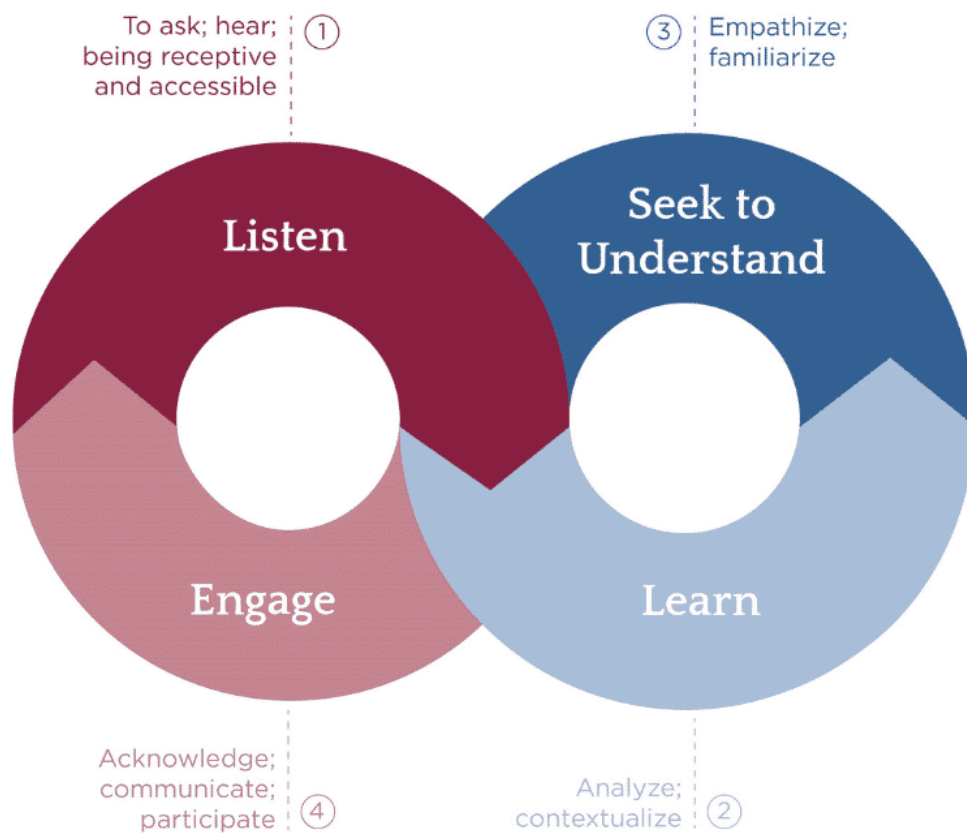 To ask; hear;
being receptive
and accessible
1
3
Empathize;
familiarize
Listen
Seek to
Understand
Engage
Learn
Acknowledge;
communicate;
participate
4
Analyze;
contextualize
2